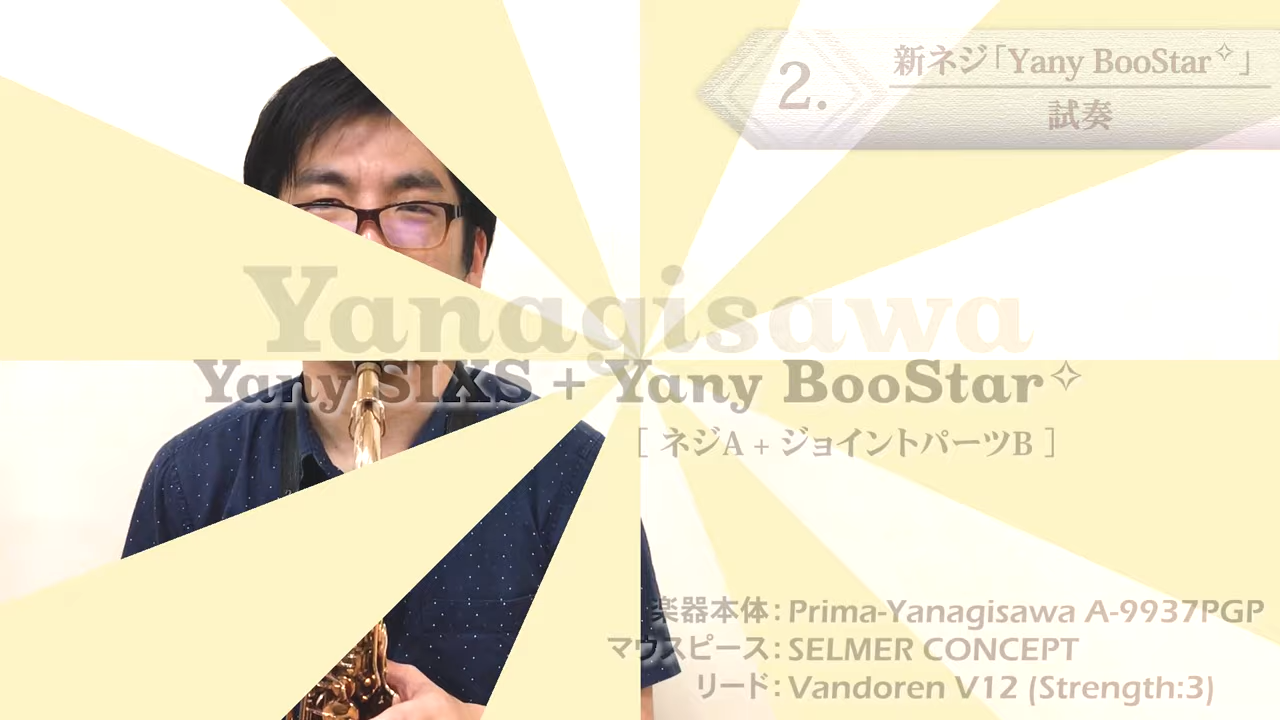 2.
新ネジ「Yany BooStar✧」
試奏
Yanagisawa
Yany SIXS + Yany BooStar✧
[ ネジA + ジョイントパーツB ]
楽器本体：Prima-Yanagisawa A-9937PGP
マウスピース：SELMER CONCEPT
リード：Vandoren V12 (Strength:3)